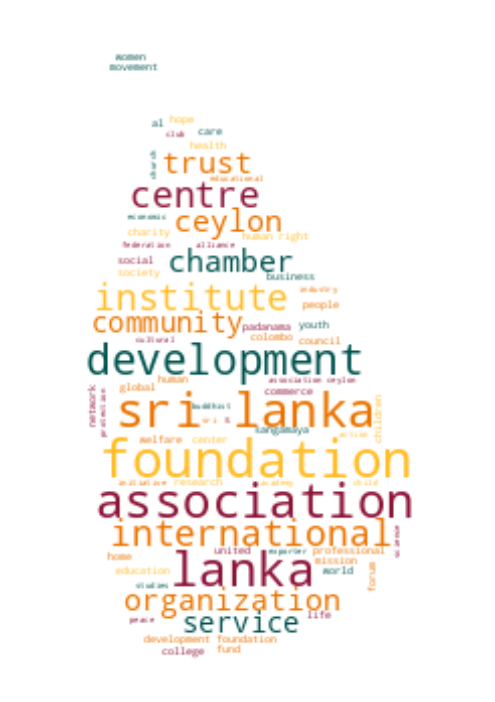 women
movement
al hope
club care
health
trust
educational
centre
economic
ceylon
charity human right
federation alliance
social chamber
society business
institute industry
people
community padanama youth
cultural colombo council
development
human association ceylon
global commerce
network
protection
sri lanka
buddhist
sri
children
sangamaya
welfare center action
foundation
initiative research academy child
association
international
science
home united exporter professional
mission
education lanka world
studies forum
organization
peace service life
development foundation
college fund